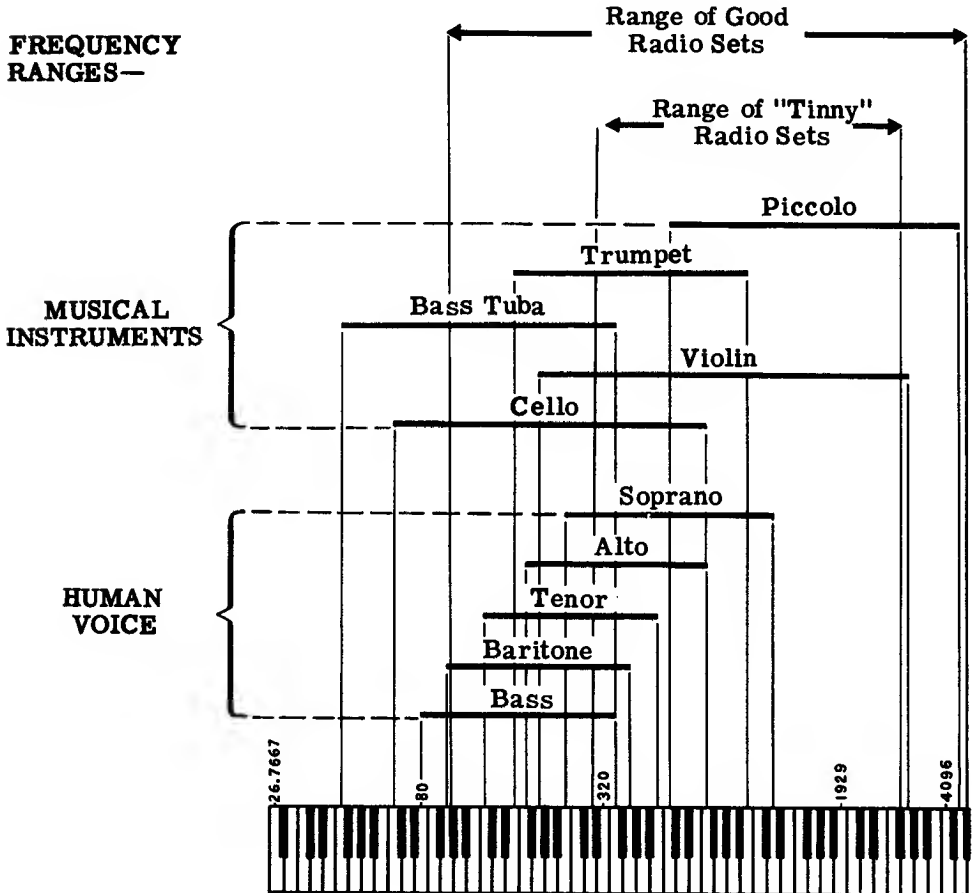 FREQUENCY
RANGES—
Range of Good
Radio Sets
Range of "Tinny"
Radio Sets
Piccolo
Trumpet
MUSICAL
INSTRUMENTS
Bass Tuba
Violin
Cello
Soprano
Alto
HUMAN
VOICE
Tenor
Baritone
Bass
26.7667
80
320
1929
4096